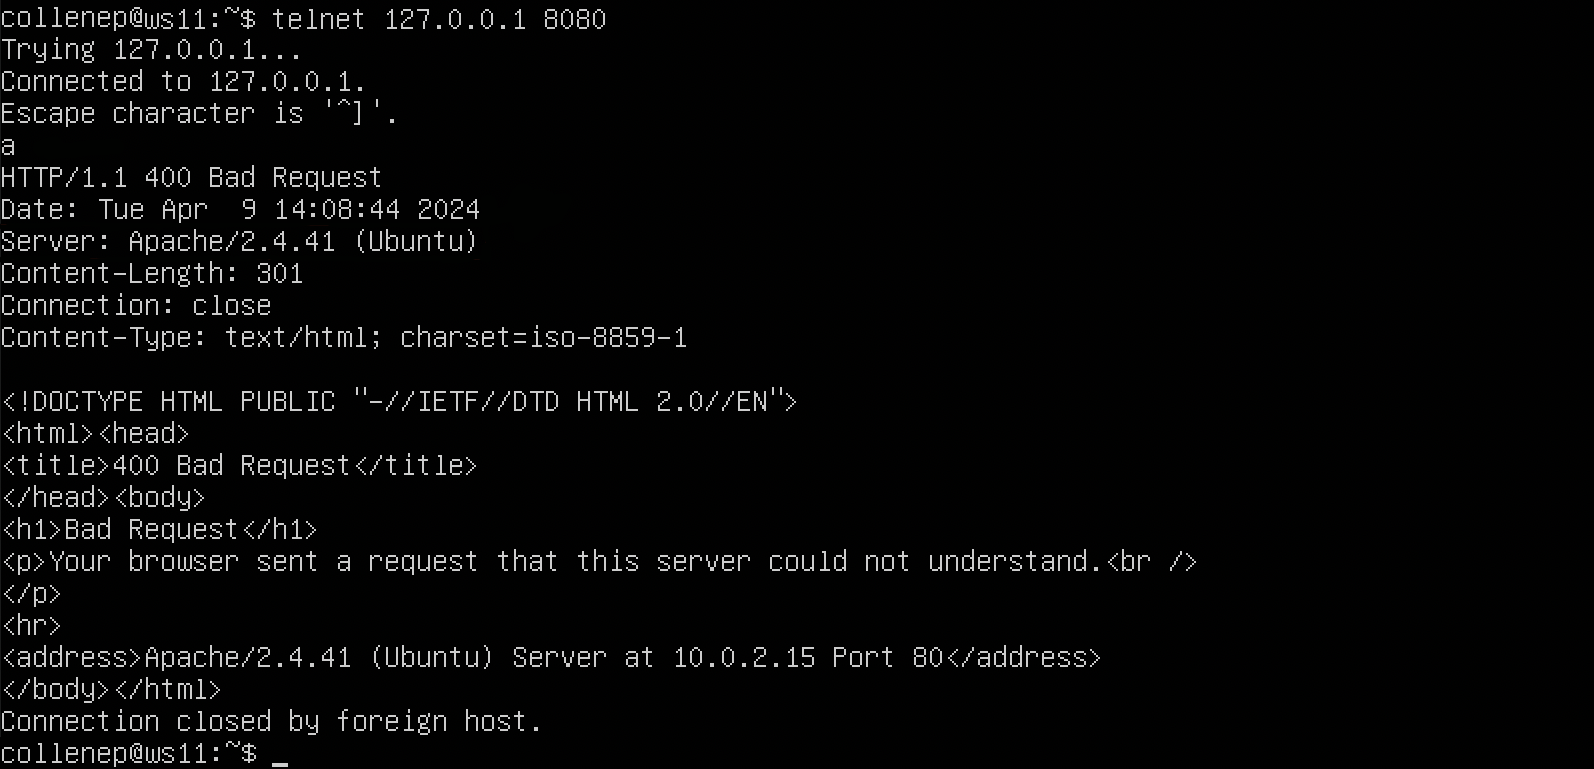 collenep@ws11:~$ telnet 127.0.0.1 8080
Trying 127.0.0.1...
Connected to 127.0.0.1.
Escape character is '^]'.
a
HTTP/1.1 400 Bad Request
Date: Tue Apr  9 14:08:44 2024
Server: Apache/2.4.41 (Ubuntu)
Content-Length: 301
Connection: close
Content-Type: text/html; charset=iso-8859-1

<!DOCTYPE HTML PUBLIC "-//IETF//DTD HTML 2.0//EN">
<html><head>
<title>400 Bad Request</title>
</head><body>
<h1>Bad Request</h1>
<p>Your browser sent a request that this server could not understand.<br />
</p>
<hr>
<address>Apache/2.4.41 (Ubuntu) Server at 10.0.2.15 Port 80</address>
</body></html>
Connection closed by foreign host.
collenep@ws11:~$ _